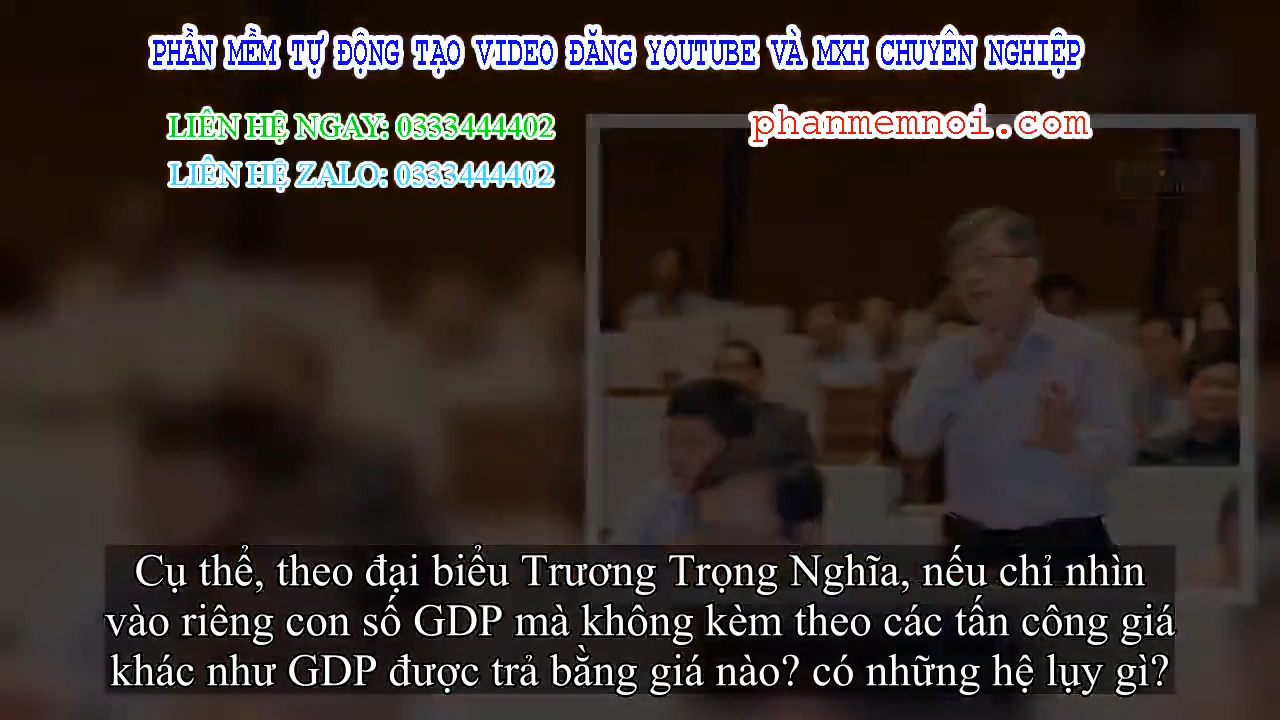 PHẦN MỀM TỰ ĐỘNG TẠO VIDEO ĐĂNG YOUTUBE VÀ MXH CHUYÊN NGHIỆP
LIÊN HỆ NGAY: 0333444402
phanmemnoi.com
LIÊN HỆ ZALO: 0333444402
Cụ thể, theo đại biểu Trương Trọng Nghĩa, nếu chỉ nhìn
vào riêng con số GDP mà không kèm theo các tấn công giá
khác như GDP được trả bằng giá nào? có những hệ lụy gì?